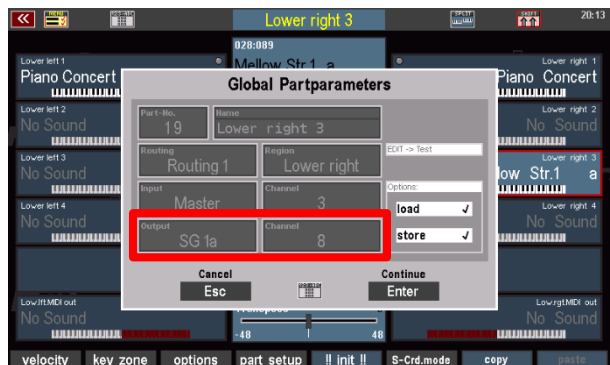 MENU
Lower right 3
SPLIT
SHIFT
20:13
028:089
Mellow Str.1 a
Lower left 1
Piano Concert
Lower right 1
Piano Concert
Lower left 2
No Sound
Lower right 2
No Sound
Lower left 3
No Sound
Lower right 3
low Str.1 a
Lower left 4
No Sound
Lower right 4
No Sound
Low.lft.MIDI out
No Sound
Low.rgt.MIDI out
No Sound
Global Partparameters
Part-No.
19
Name
Lower right 3
Routing
Routing 1
Region
Lower right
EDIT -> Test
Input
Master
Channel
3
Options:
load ✓
Output
SG 1a
Channel
8
store ✓
Cancel
Esc
Continue
Enter
-48
48
velocity
key zone
options
part setup
!! init !!
S-Crd.mode
copy
paste